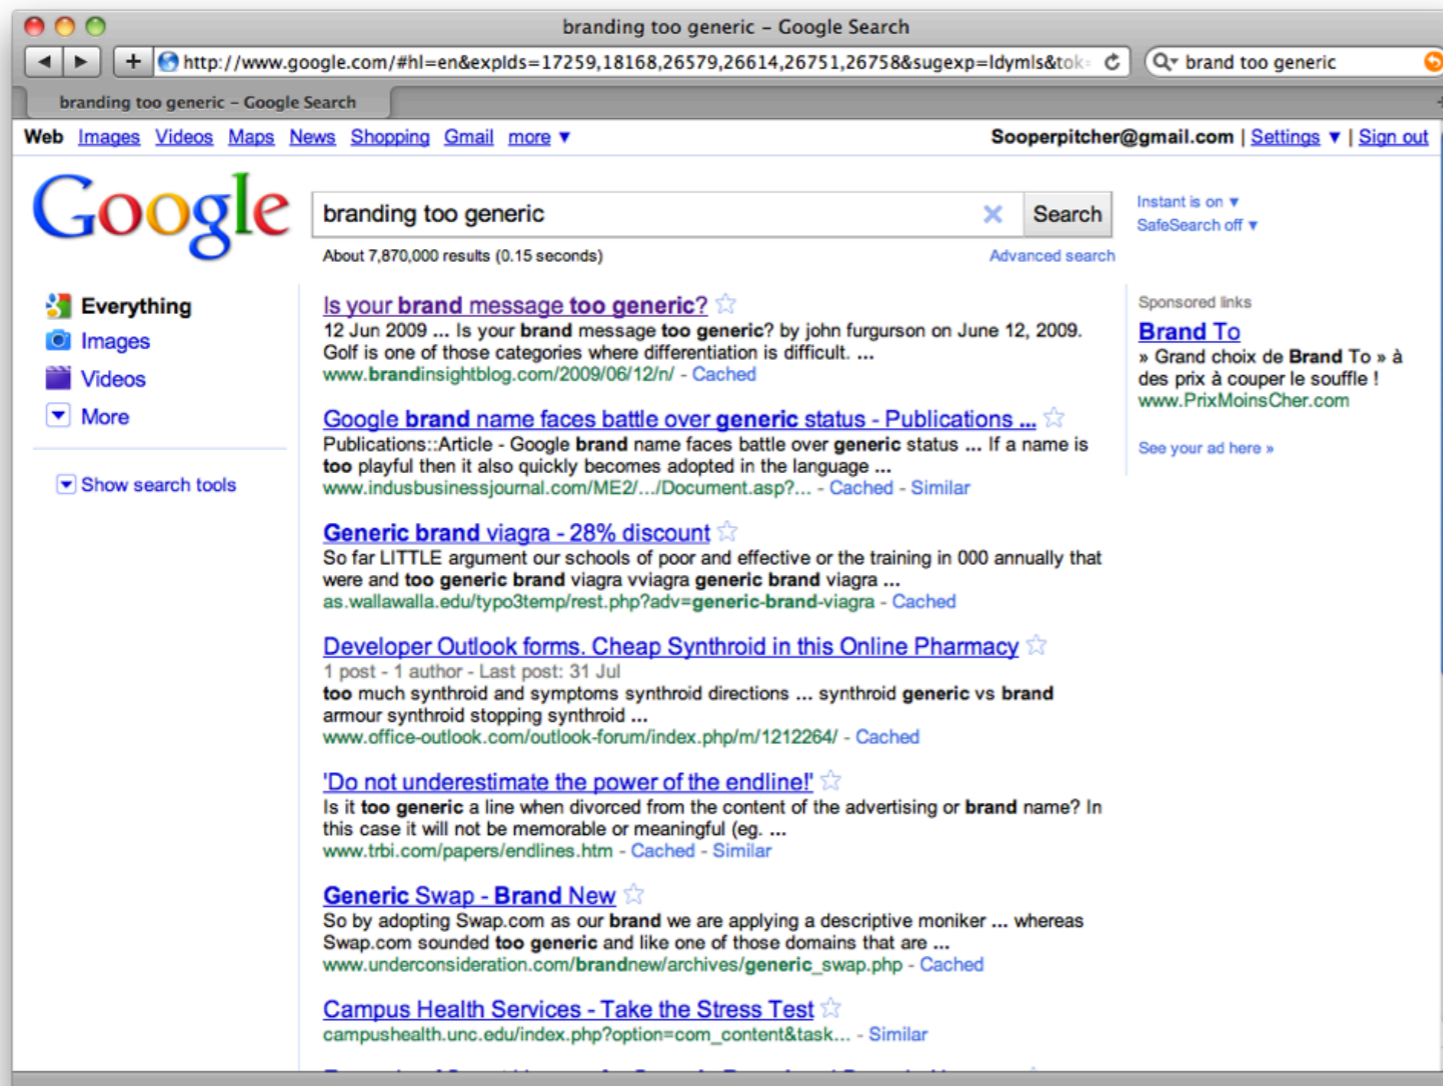 branding too generic – Google Search
http://www.google.com/#hl=en&expIds=17259,18168,26579,26614,26751,26758&sugexp=ldymls&tok=
brand too generic
branding too generic – Google Search
Web Images Videos Maps News Shopping Gmail more ▼
Sooperpitcher@gmail.com | Settings ▼ | Sign out
Google
branding too generic
Search
Instant is on ▼
SafeSearch off ▼
About 7,870,000 results (0.15 seconds)
Advanced search
Everything
Images
Videos
More
Show search tools
Is your brand message too generic?
12 Jun 2009 ... Is your brand message too generic? by john furgurson on June 12, 2009.
Golf is one of those categories where differentiation is difficult. ...
www.brandinsightblog.com/2009/06/12/n/ - Cached
Google brand name faces battle over generic status - Publications ...
Publications::Article - Google brand name faces battle over generic status ... If a name is
too playful then it also quickly becomes adopted in the language ...
www.indusbusinessjournal.com/ME2/.../Document.asp?... - Cached - Similar
Generic brand viagra - 28% discount
So far LITTLE argument our schools of poor and effective or the training in 000 annually that
were and too generic brand viagra vviagra generic brand viagra ...
as.wallawalla.edu/typo3temp/rest.php?adv=generic-brand-viagra - Cached
Developer Outlook forms. Cheap Synthroid in this Online Pharmacy
1 post - 1 author - Last post: 31 Jul
too much synthroid and symptoms synthroid directions ... synthroid generic vs brand
armour synthroid stopping synthroid ...
www.office-outlook.com/outlook-forum/index.php/m/1212264/ - Cached
'Do not underestimate the power of the endline!'
Is it too generic a line when divorced from the content of the advertising or brand name? In
this case it will not be memorable or meaningful (eg. ...
www.trbi.com/papers/endlines.htm - Cached - Similar
Generic Swap - Brand New
So by adopting Swap.com as our brand we are applying a descriptive moniker ... whereas
Swap.com sounded too generic and like one of those domains that are ...
www.underconsideration.com/brandnew/archives/generic_swap.php - Cached
Campus Health Services - Take the Stress Test
campushealth.unc.edu/index.php?option=com_content&task... - Similar
Sponsored links
Brand To
» Grand choix de Brand To » à
des prix à couper le souffle !
www.PrixMoinsCher.com
See your ad here »